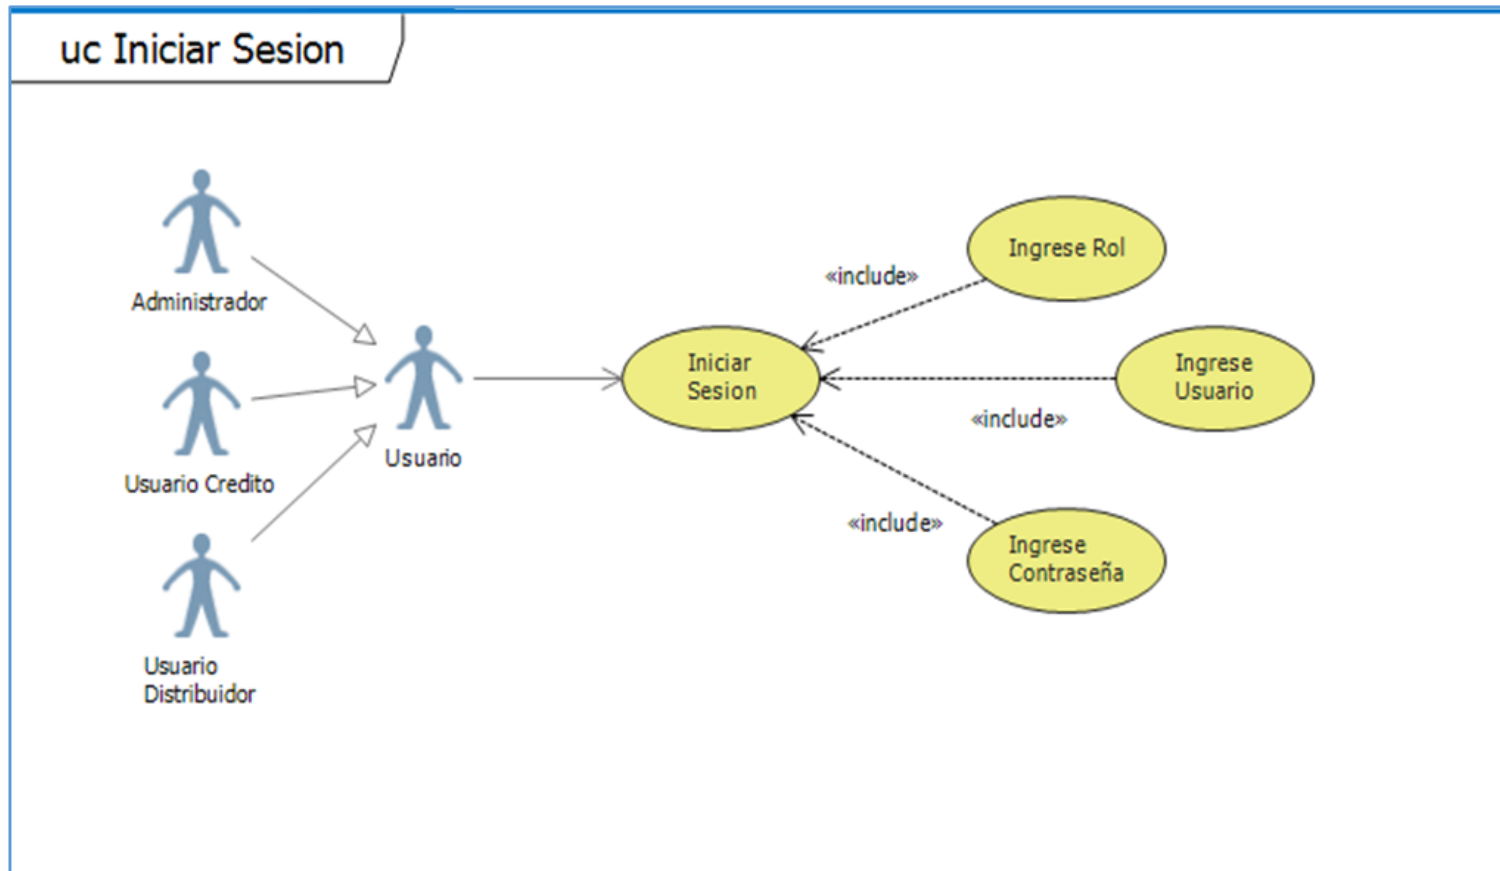 uc Iniciar Sesion
Administrador
Usuario Credito
Usuario
Distribuidor
Usuario
Iniciar
Sesion
«include»
«include»
«include»
Ingrese Rol
Ingrese
Usuario
Ingrese
Contraseña